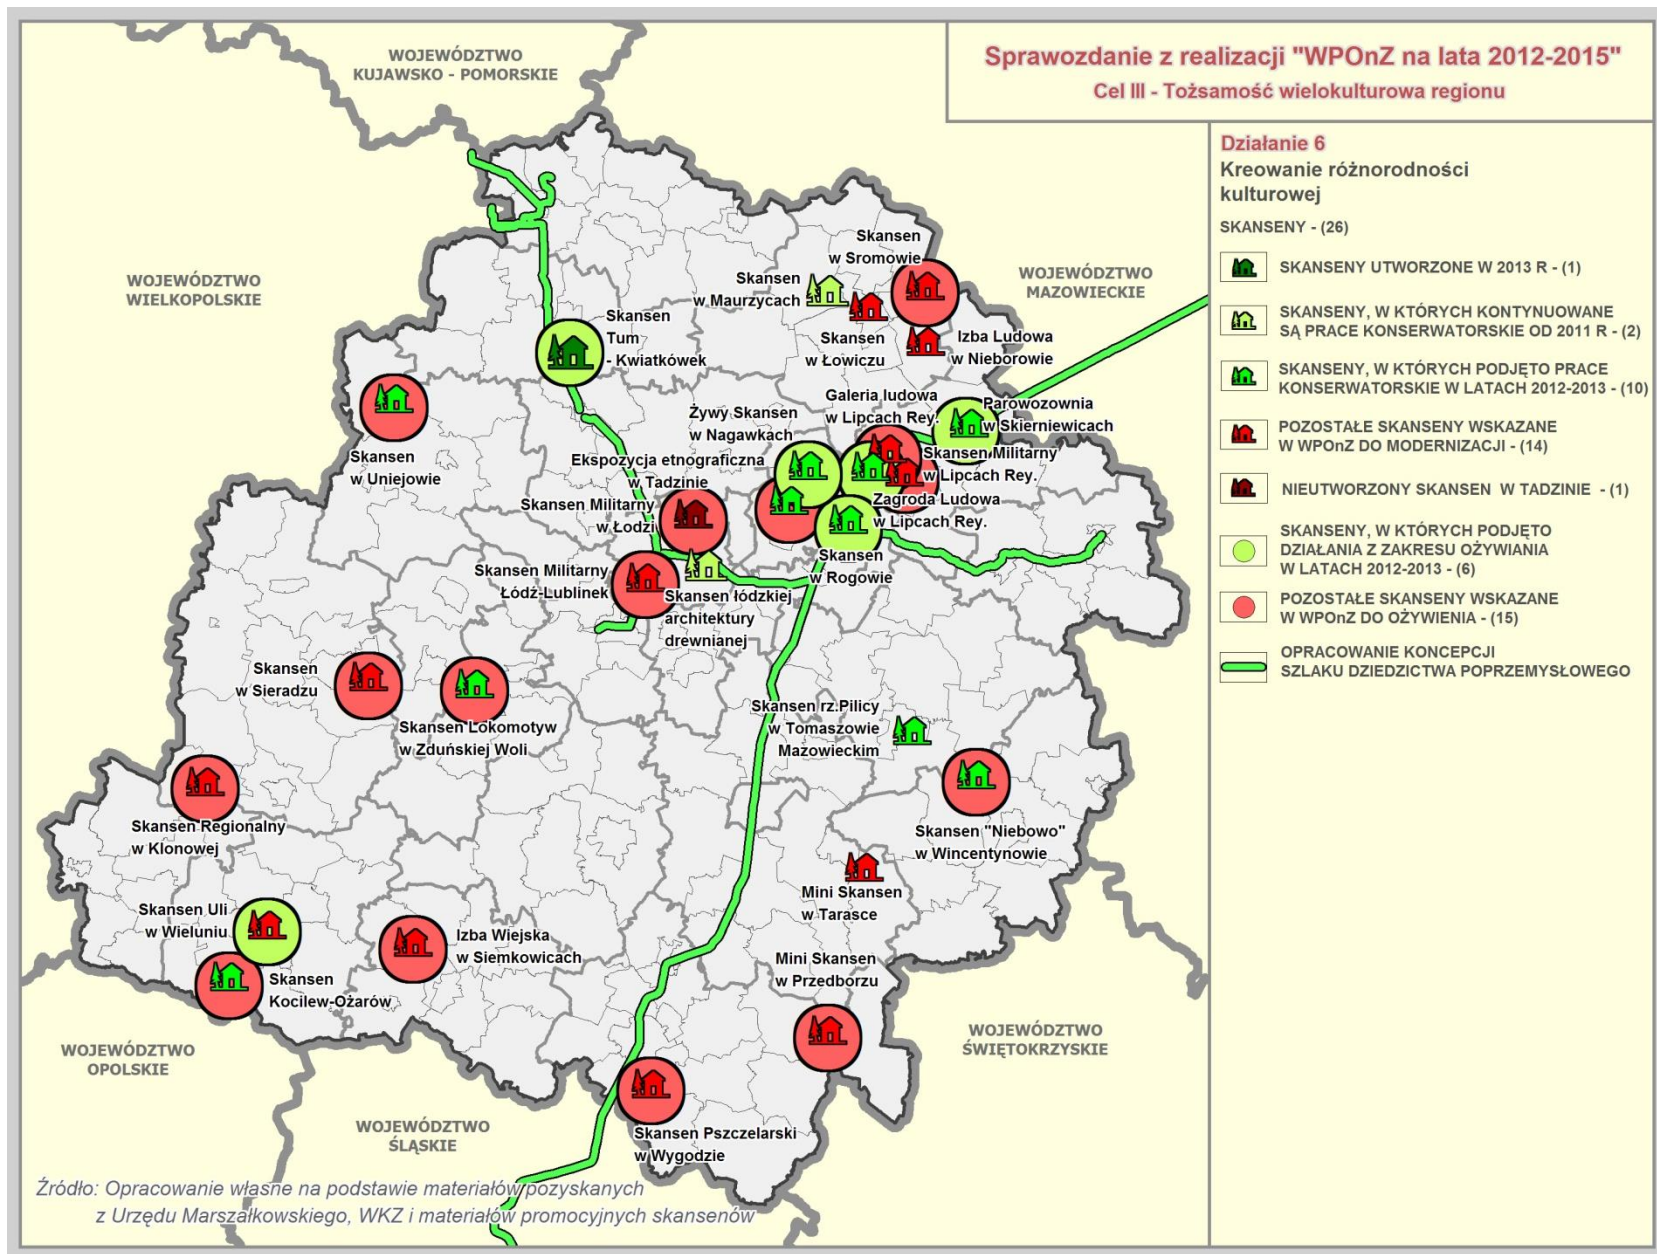 Sprawozdanie z realizacji "WPOnZ na lata 2012-2015"
Cel III - Tożsamość wielokulturowa regionu
Działanie 6
Kreowanie różnorodności
kulturowej
SKANSENY - (26)
SKANSENY UTWORZONE W 2013 R - (1)
SKANSENY, W KTÓRYCH KONTYNUOWANE
SĄ PRACE KONSERWATORSKIE OD 2011 R - (2)
SKANSENY, W KTÓRYCH PODJĘTO PRACE
KONSERWATORSKIE W LATACH 2012-2013 - (10)
POZOSTAŁE SKANSENY WSKAZANE
W WPOnZ DO MODERNIZACJI - (14)
NIEUTWORZONY SKANSEN W TADZINIE - (1)
SKANSENY, W KTÓRYCH PODJĘTO
DZIAŁANIA Z ZAKRESU OŻYWIANIA
W LATACH 2012-2013 - (6)
POZOSTAŁE SKANSENY WSKAZANE
W WPOnZ DO OŻYWIENIA - (15)
OPRACOWANIE KONCEPCJI
SZLAKU DZIEDZICTWA POPRZEMYSŁOWEGO
WOJEWÓDZTWO
KUJAWSKO - POMORSKIE
WOJEWÓDZTWO
WIELKOPOLSKIE
WOJEWÓDZTWO
MAZOWIECKIE
Skansen
w Sromowie
Skansen
w Maurzycach
Skansen
w Łowiczu
Izba Ludowa
w Nieborowie
Skansen
Tum
- Kwiatkówek
Skansen
w Uniejowie
Żywy Skansen
w Nagawkach
Galeria ludowa
w Lipcach Rey.
Parowozownia
w Skierniewicach
Ekspozycja etnograficzna
w Tadzinie
Skansen Militarny
w Lipcach Rey.
Skansen Militarny
w Łodzi
Zagroda Ludowa
w Lipcach Rey.
Skansen
w Rogowie
Skansen Militarny
Łódź-Lublinek
Skansen łódzkiej
architektury
drewnianej
Skansen
w Sieradzu
Skansen Lokomotyw
w Zduńskiej Woli
Skansen rz.Pilicy
w Tomaszowie
Mazowieckim
Skansen Regionalny
w Klonowej
Skansen "Niebowo"
w Wincentynowie
Mini Skansen
w Tarasce
Skansen Uli
w Wieluniu
Izba Wiejska
w Siemkowicach
Skansen
Kocilew-Ożarów
Mini Skansen
w Przedborzu
WOJEWÓDZTWO
OPOLSKIE
WOJEWÓDZTWO
ŚWIĘTOKRZYSKIE
WOJEWÓDZTWO
ŚLĄSKIE
Skansen Pszczelarski
w Wygodzie
Źródło: Opracowanie własne na podstawie materiałów pozyskanych
z Urzędu Marszałkowskiego, WKZ i materiałów promocyjnych skansenów